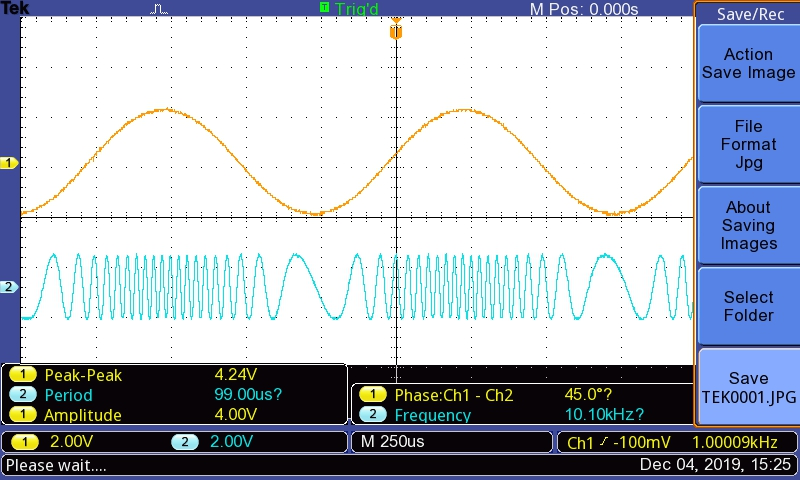 Tek
T Trig'd
M Pos: 0.000s
Save/Rec
T
Action
Save Image
File
Format
Jpg
About
Saving
Images
Select
Folder
Save
TEK0001.JPG
1
2
1 Peak-Peak 4.24V
2 Period 99.00us?
1 Amplitude 4.00V
1 Phase:Ch1 - Ch2 45.0°?
2 Frequency 10.10kHz?
1 2.00V 2 2.00V
M 250us
Ch1 -100mV 1.00009kHz
Please wait....
Dec 04, 2019, 15:25